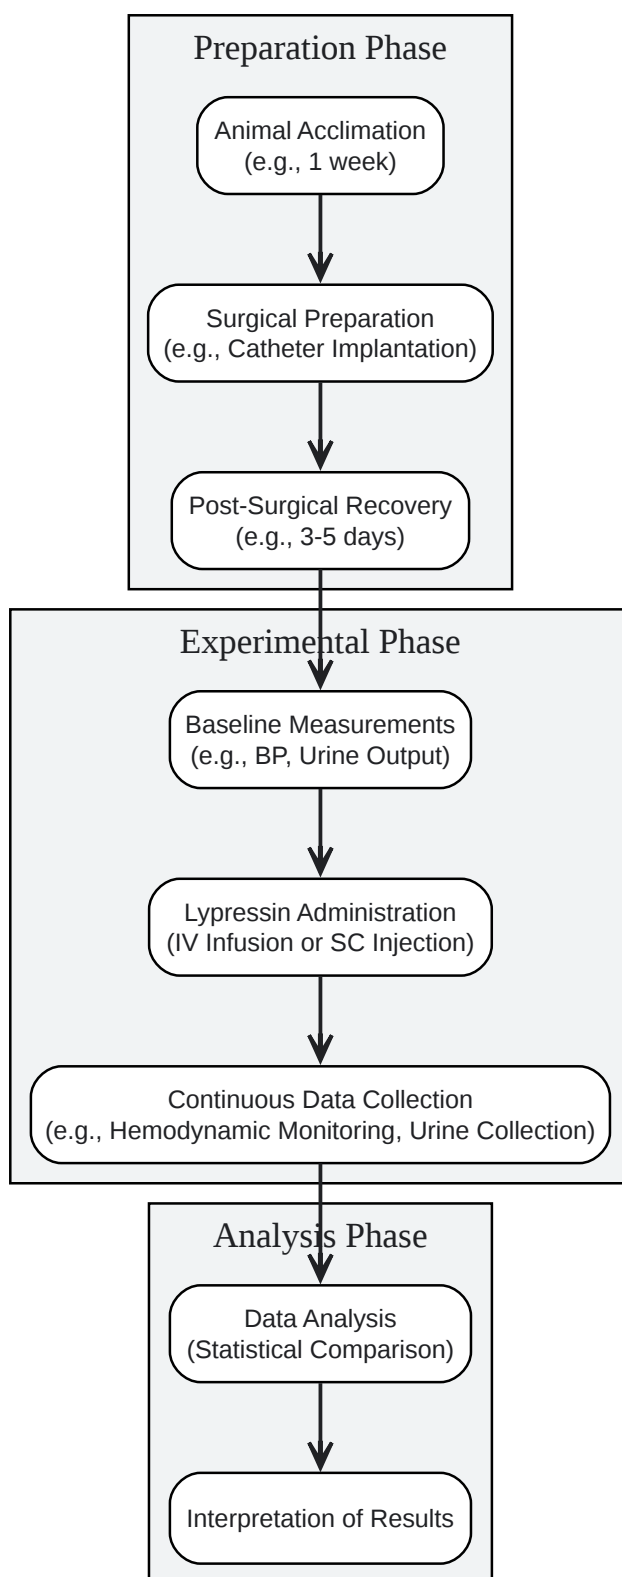 Preparation Phase
Animal Acclimation
(e.g., 1 week)
Surgical Preparation
(e.g., Catheter Implantation)
Post-Surgical Recovery
(e.g., 3-5 days)
Experimental Phase
Baseline Measurements
(e.g., BP, Urine Output)
Lypressin Administration
(IV Infusion or SC Injection)
Continuous Data Collection
(e.g., Hemodynamic Monitoring, Urine Collection)
Analysis Phase
Data Analysis
(Statistical Comparison)
Interpretation of Results